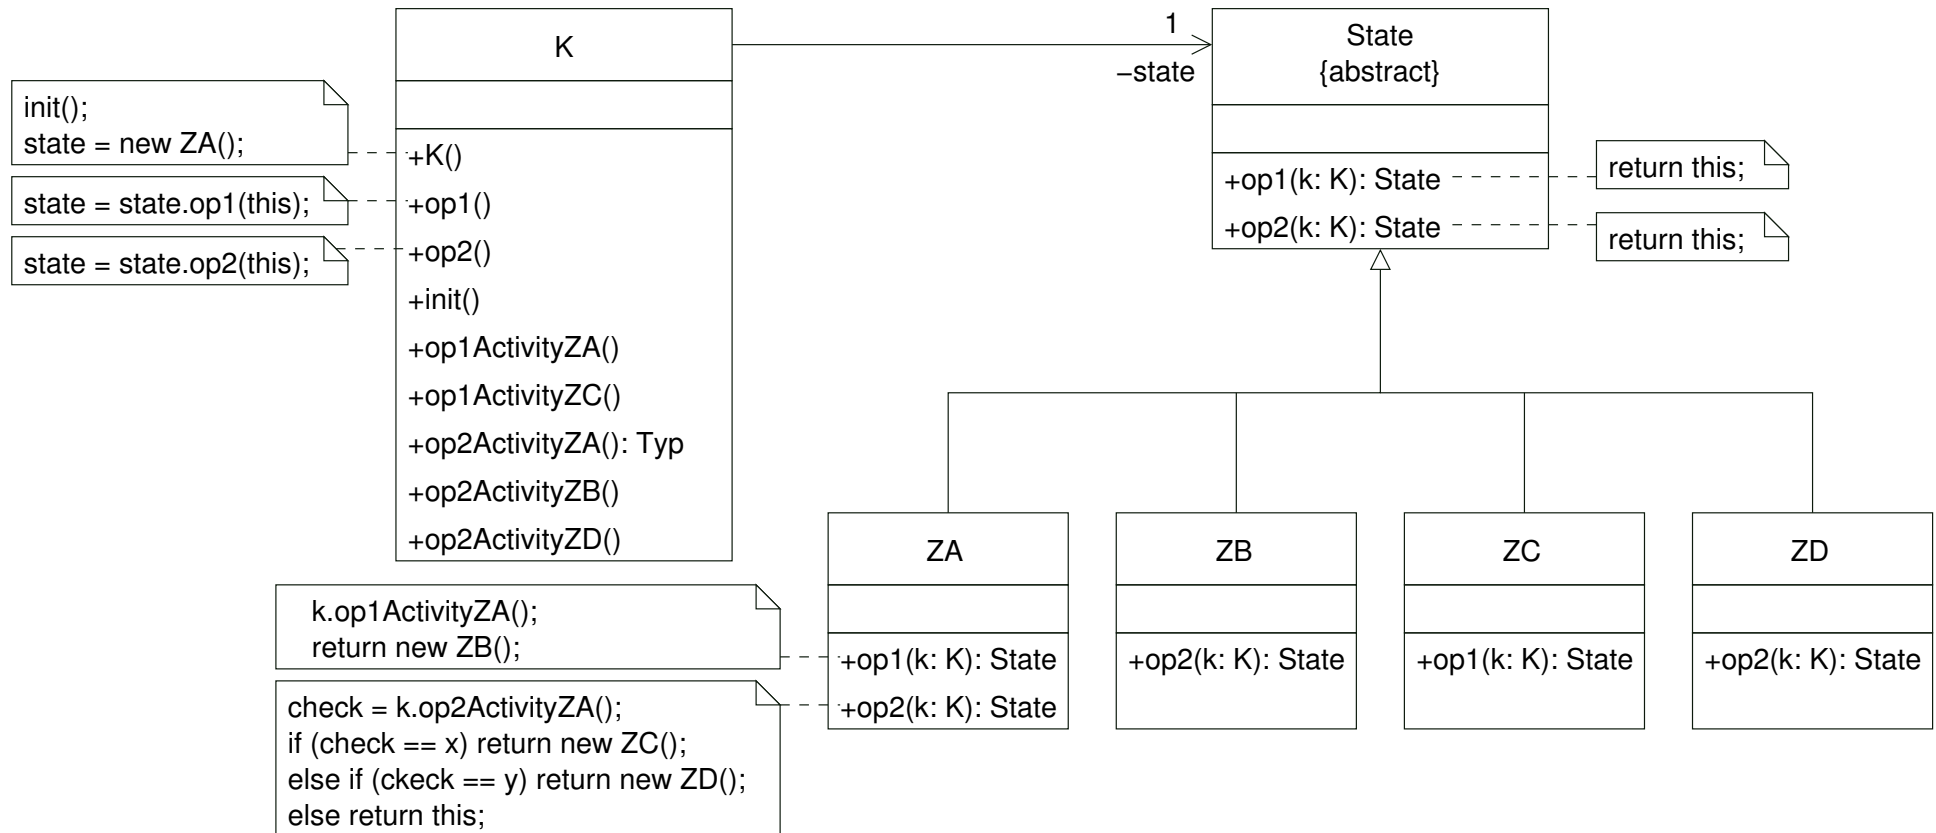 K
init();
state = new ZA();
state = state.op1(this);
state = state.op2(this);
+K()
+op1()
+op2()
+init()
+op1ActivityZA()
+op1ActivityZC()
+op2ActivityZA(): Typ
+op2ActivityZB()
+op2ActivityZD()
1
−state
State
{abstract}
+op1(k: K): State
+op2(k: K): State
return this;
return this;
k.op1ActivityZA();
return new ZB();
check = k.op2ActivityZA();
if (check == x) return new ZC();
else if (ckeck == y) return new ZD();
else return this;
ZA
+op1(k: K): State
+op2(k: K): State
ZB
+op2(k: K): State
ZC
+op1(k: K): State
ZD
+op2(k: K): State